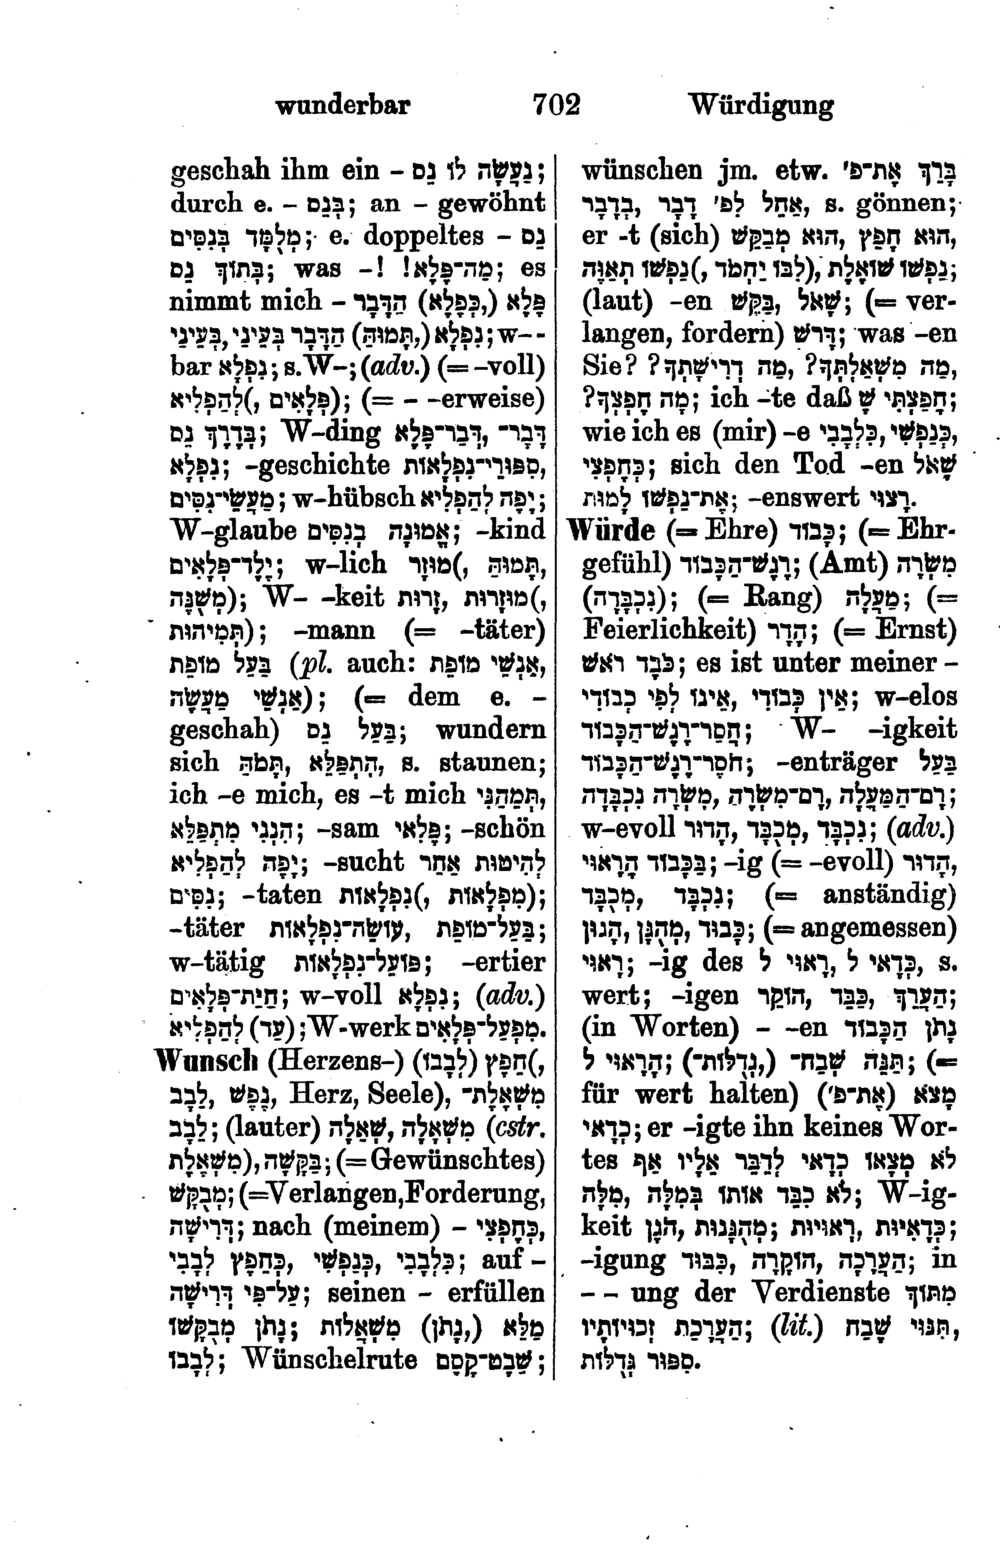 wunderbar 702 Würdigung
geschah ihm ein – נַעֲשָׂה לוֹ נֵס;
durch e. – בְּנֵס; an – gewöhnt
מְלֻמָּד בְּנִסִּים; e. doppeltes – נֵס
בְּתוֹךְ נֵס; was –! מַה־פֶּלֶא!; es
nimmt mich – פֶּלֶא (כְּפֶלֶא,) הַדָּבָר
בְּעֵינַי, נִפְלָא (תָּמוּהַּ,) הַדָּבָר בְּעֵינַי; w––
bar נִפְלָא; s. W–; (adv.) (= –voll)
לְהַפְלִיא (, פְּלָאִים); (= – –erweise)
בְּדֶרֶךְ נֵס; W–ding דְּבַר־, דְּבַר־פֶּלֶא
נִפְלָא; –geschichte סִפּוּרֵי־נִפְלָאוֹת,
מַעֲשֵׂי־נִסִּים; w–hübsch יָפֶה לְהַפְלִיא;
W–glaube אֱמוּנָה בְנִסִּים; –kind
יֶלֶד־פְּלָאִים; w–lich מוּזָר (, תָּמוּהַּ,
מְשֻׁנֶּה); W– –keit זָרוּת, מוּזָרוּת (,
תְּמִיהוּת); –mann (= –täter)
בַּעַל מוֹפֵת (pl. auch: אַנְשֵׁי מוֹפֵת,
אַנְשֵׁי מַעֲשֶׂה); (= dem e. –
geschah) בַּעַל נֵס; wundern
sich הִתְפַּלֵּא, תָּמֹהַּ, s. staunen;
ich –e mich, es –t mich תְּמֵהַנִּי,
הִנְנִי מִתְפַּלֵּא; –sam פִּלְאִי; –schön
יָפֶה לְהַפְלִיא; –sucht לְהִיטוּת אַחַר
נִסִּים; –taten נִפְלָאוֹת (, מִפְלָאוֹת);
–täter עוֹשֵׂה־נִפְלָאוֹת, בַּעַל־מוֹפֵת;
w–tätig פּוֹעֵל־נִפְלָאוֹת; –ertier
חַיַּת־פְּלָאִים; w–voll נִפְלָא; (adv.)
(עַד) לְהַפְלִיא; W–werk מִפְעַל־פְּלָאִים.
Wunsch (Herzens–) חֵפֶץ (לְבָבוֹ) (,
מִשְׁאֶלֶת־ (Herz, Seele, נֶפֶשׁ, לֵבָב
לֵבָב; (lauter) שְׁאֵלָה, מִשְׁאָלָה (cstr.
מִשְׁאֶלֶת), בַּקָּשָׁה; (= Gewünschtes)
מְבֻקָּשׁ; (= Verlangen, Forderung,
דְּרִישָׁה; nach (meinem) – כְּחֶפְצִי,
כִּלְבָבִי, כְּנַפְשִׁי, כְּחֵפֶץ לְבָבִי; auf –
עַל־פִּי דְּרִישָׁה; seinen – erfüllen
מַלֵּא (נָתֹן,) מִשְׁאֲלוֹת; נָתֹן מְבֻקָּשׁוֹ
לְבָבוֹ; Wünschelrute שֵׁבֶט־קֶסֶם;
wünschen jm. etw. בָּרֵךְ אֶת־פ'
בְּדָבָר, אַחֵל לְפ' דָּבָר, s. gönnen;
er –t (sich) הוּא חָפֵץ, הוּא מְבַקֵּשׁ,
נַפְשׁוֹ שׁוֹאֶלֶת, (לִבּוֹ יַחְמֹד,) נַפְשׁוֹ תְאַוֶּה;
(laut) –en שָׁאֹל, בַּקֵּשׁ; (= ver-
langen, fordern) דָּרֹשׁ; was –en
Sie? מַה מִּשְׁאַלְתְּךָ?, מַה דְּרִישָׁתְךָ?,
מַה חֶפְצְךָ?; ich –te daß חָפַצְתִּי שֶׁ;
wie ich es (mir) –e כְּנַפְשִׁי, כִּלְבָבִי,
כְּחֶפְצִי; sich den Tod –en שָׁאֹל
אֶת־נַפְשׁוֹ לָמוּת; –enswert רָצוּי.
Würde (= Ehre) כָּבוֹד; (= Ehr-
gefühl) רֶגֶשׁ־הַכָּבוֹד; (Amt) מִשְׂרָה
(נִכְבָּדָה); (= Rang) מַעֲלָה; (=
Feierlichkeit) הָדָר; (= Ernst)
כֹּבֶד רֹאשׁ; es ist unter meiner –
אֵין כְּבוֹדִי, אֵינוֹ לְפִי כְבוֹדִי; w–elos
חֲסַר־רֶגֶשׁ־הַכָּבוֹד; W– –igkeit
חֹסֶר־רֶגֶשׁ־הַכָּבוֹד; –enträger בַּעַל
מִשְׂרָה נִכְבָּדָה, רַם־מִשְׂרָה, רָם־הַמַּעֲלָה;
w–evoll נִכְבָּד, מְכֻבָּד, הָדוּר; (adv.)
בַּכָּבוֹד הָרָאוּי; –ig (= –evoll) הָדוּר,
נִכְבָּד, מְכֻבָּד; (= anständig)
כָּבוּד, מְהֻגָּן, הָגוּן; (= angemessen)
רָאוּי; –ig des רָאוּי לְ, כְּדָאִי לְ, s.
wert; –igen הַעֲרֵךְ, כַּבֵּד, הוֹקֵר;
(in Worten) – –en נָתֹן הַכָּבוֹד
הָרָאוּי לְ; תַּנֵּה שֶׁבַח־ (, גְּדֻלּוֹת־); (=
für wert halten) מָצֹא (אֶת־פ')
כְּדַאי; er –igte ihn keines Wor-
tes לֹא מְצָאוֹ כְדַאי לְדַבֵּר אֵלָיו אַף
מִלָּה, לֹא כִבֵּד אוֹתוֹ בְּמִלָּה; W–ig-
keit כְּדָאִיּוּת, רְאוּיוּת; מְהֻגָּנוּת, הֹגֶן;
–igung הַעֲרָכָה, הוֹקָרָה, כִּבּוּד; in
– – ung der Verdienste מִתּוֹךְ
הַעֲרָכַת זְכוּיוֹתָיו; (lit.) תִּנּוּי שֶׁבַח,
סִפּוּר גְּדֻלּוֹת.